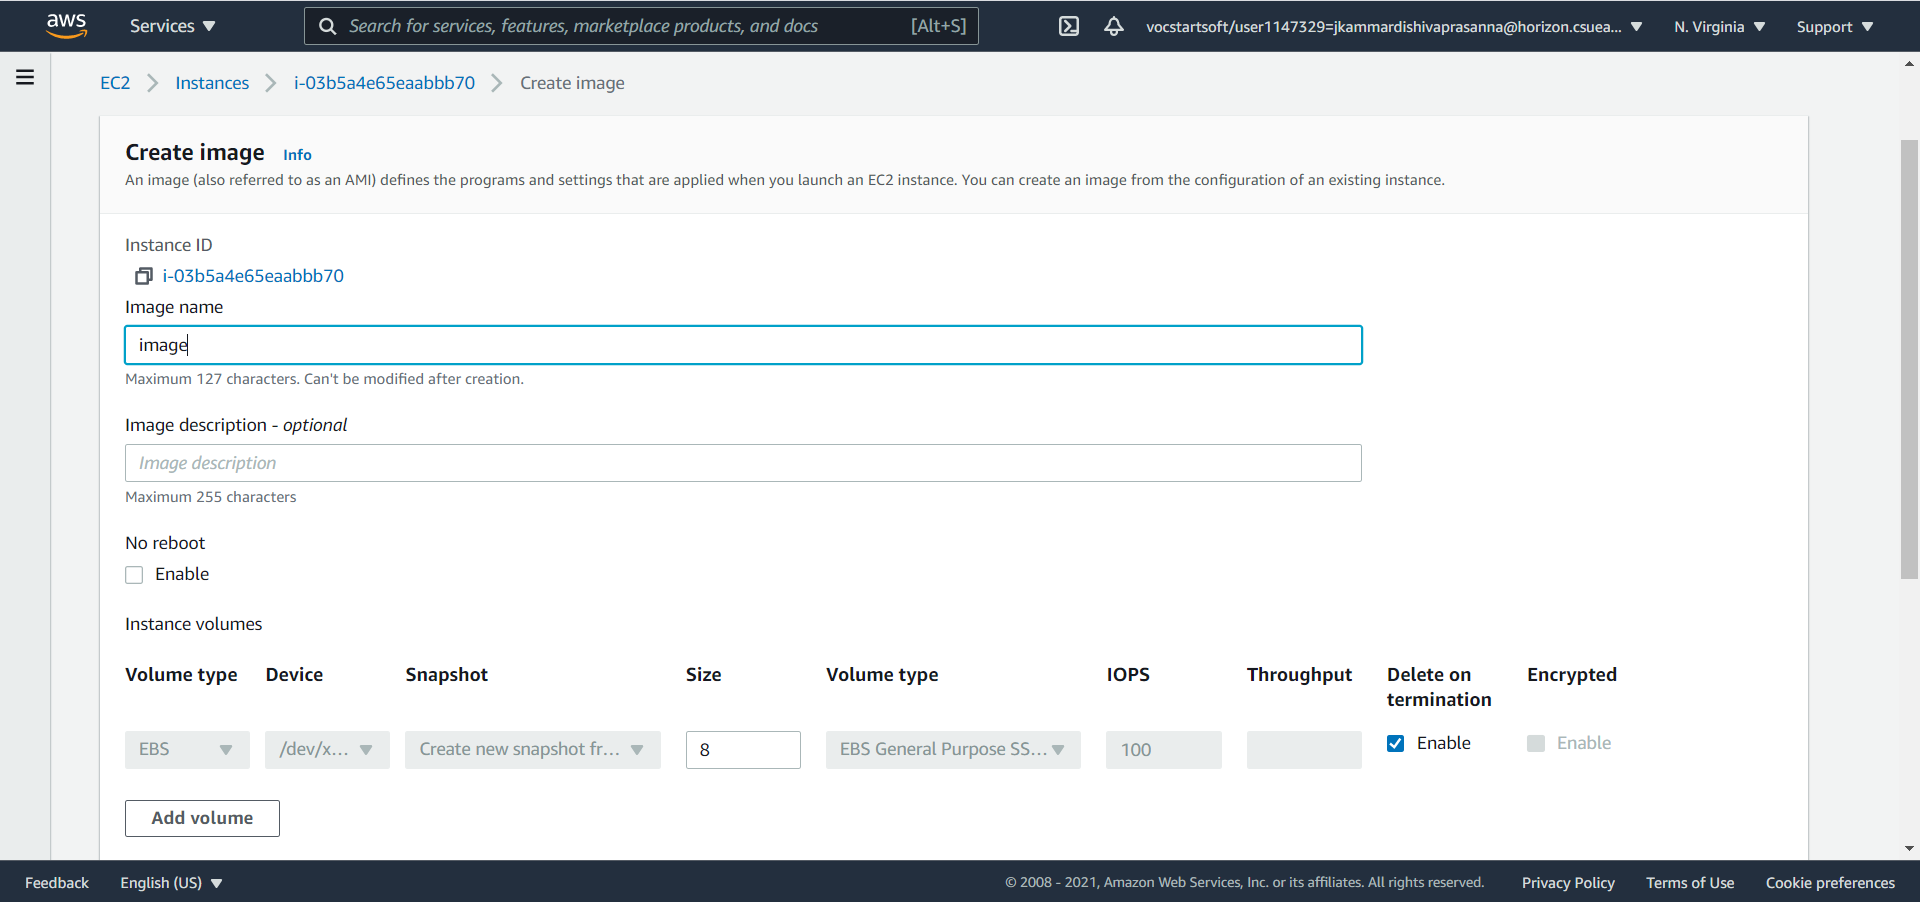 aws Services Search for services, features, marketplace products, and docs [Alt+S] vocstartsoft/user1147329=jkammardishivaprasanna@horizon.csuea... N. Virginia Support
EC2 Instances i-03b5a4e65eaabbb70 Create image
Create image Info
An image (also referred to as an AMI) defines the programs and settings that are applied when you launch an EC2 instance. You can create an image from the configuration of an existing instance.
Instance ID
i-03b5a4e65eaabbb70
Image name
image
Maximum 127 characters. Can't be modified after creation.
Image description - optional
Image description
Maximum 255 characters
No reboot
Enable
Instance volumes
Volume type Device Snapshot Size Volume type IOPS Throughput Delete on termination Encrypted
EBS /dev/x... Create new snapshot fr... 8 EBS General Purpose SS... 100 Enable Enable
Add volume
Feedback English (US) © 2008 - 2021, Amazon Web Services, Inc. or its affiliates. All rights reserved. Privacy Policy Terms of Use Cookie preferences